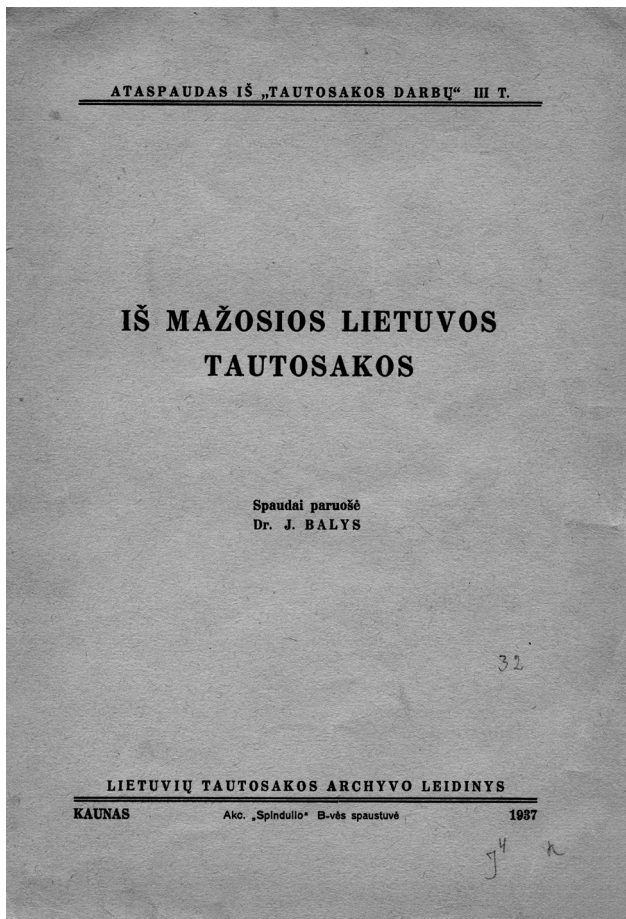 ATASPAUDAS IŠ „TAUTOSAKOS DARBŲ“ III T.
IŠ MAŽOSIOS LIETUVOS
TAUTOSAKOS
Spaudai paruošė
Dr. J. BALYS
32
LIETUVIŲ TAUTOSAKOS ARCHYVO LEIDINYS
KAUNAS Akc. „Spindulio“ B-vės spaustuvė 1937